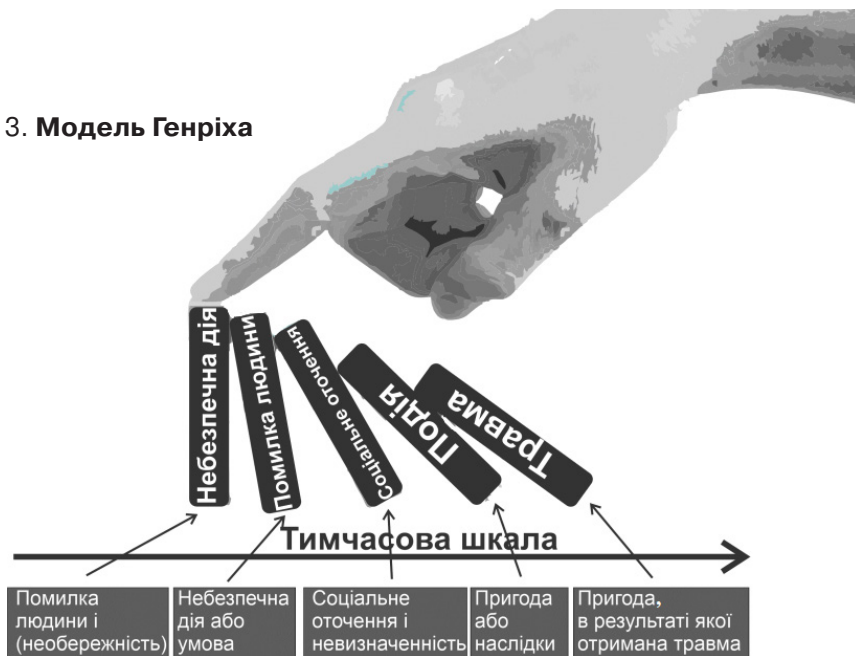 3. Модель Генріха
Небезпечна дія
Помилка людини
Соціальне оточення
Подія
Травма
Тимчасова шкала
Помилка
людини і
(необережність)
Небезпечна
дія або
умова
Соціальне
оточення і
невизначенність
Пригода
або
наслідки
Пригода,
в результаті якої
отримана травма